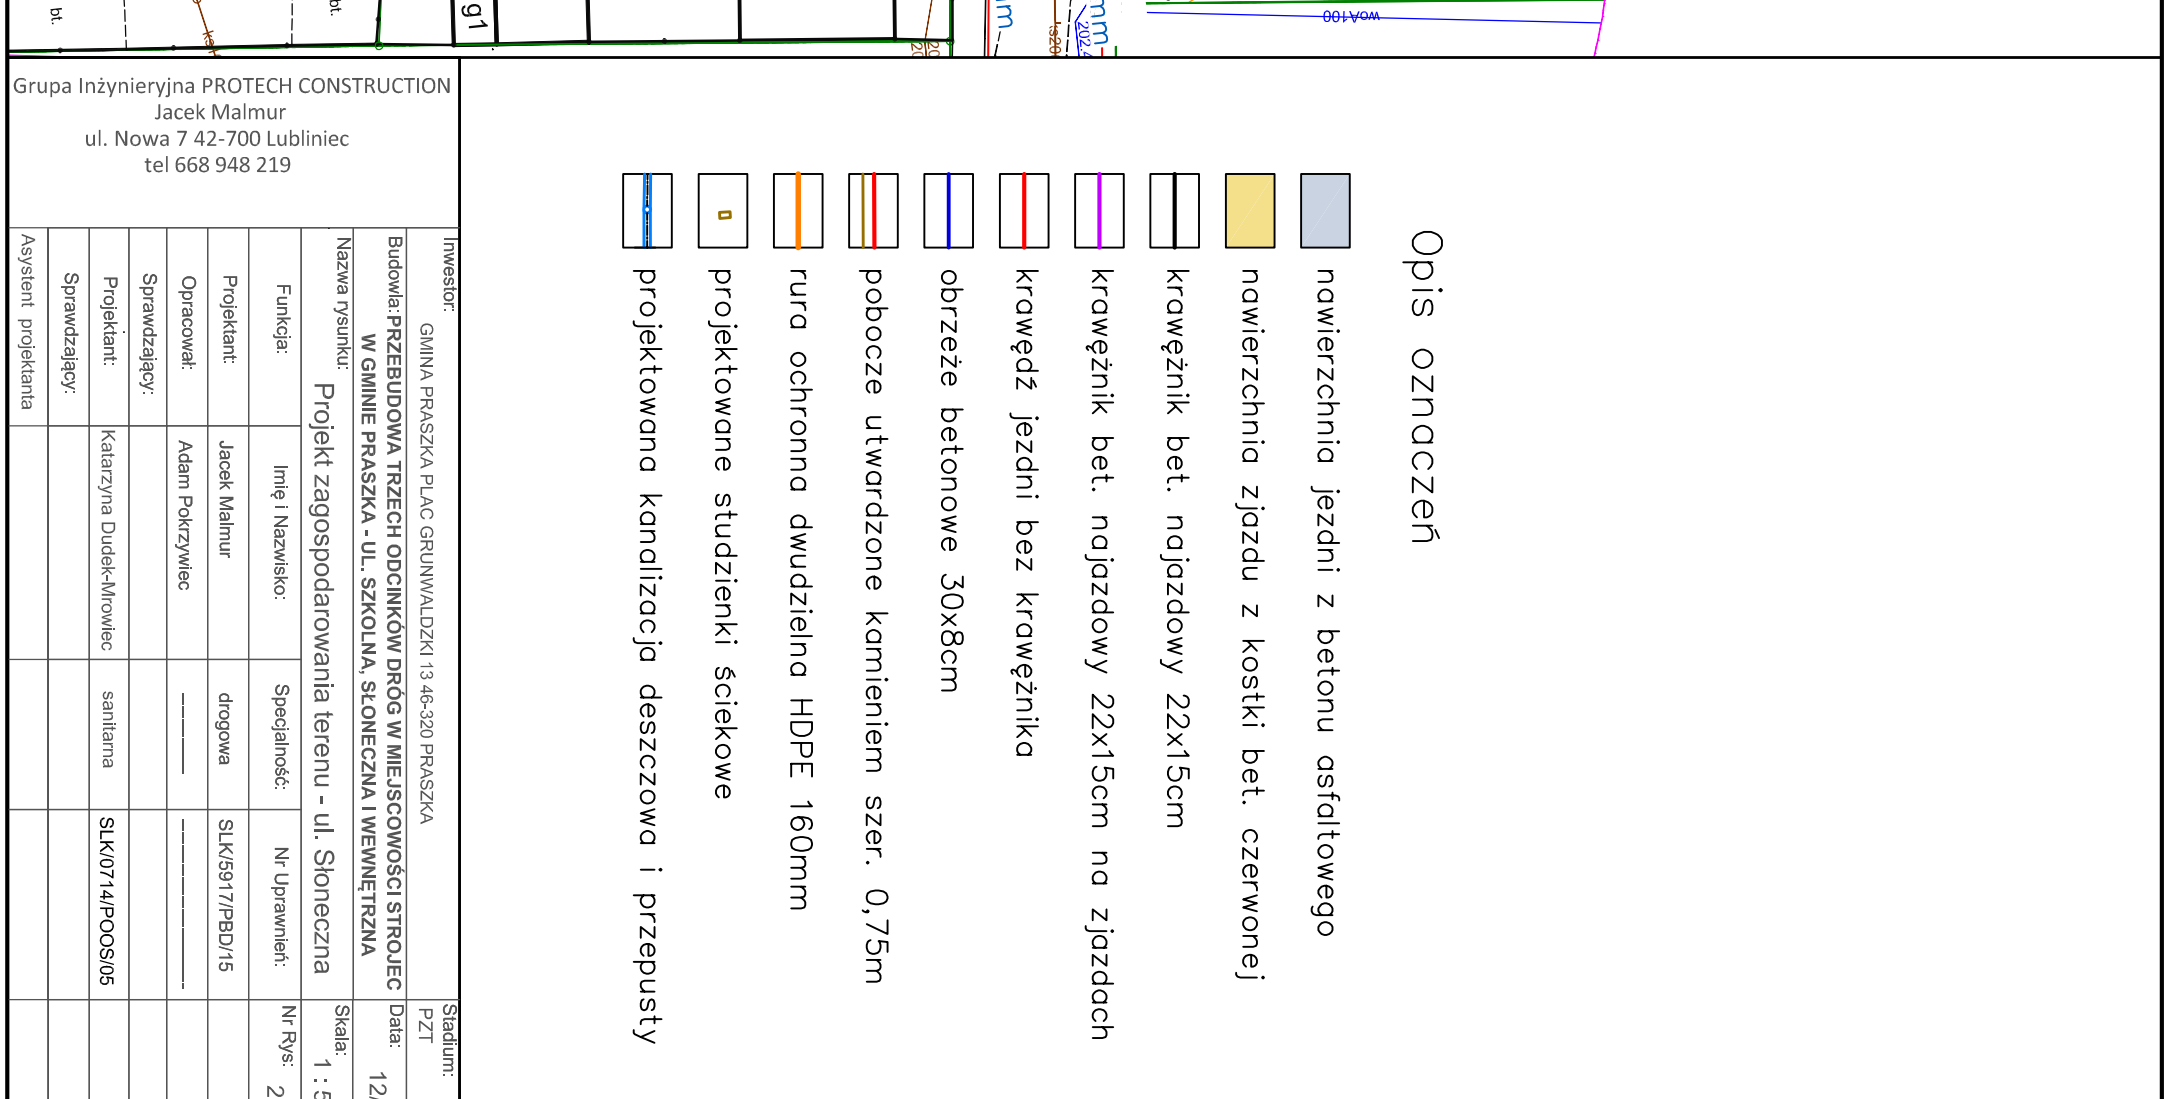 bt.
bt.
g1
woA100
Grupa Inżynieryjna PROTECH CONSTRUCTION
Jacek Malmur
ul. Nowa 7 42-700 Lubliniec
tel 668 948 219
Opis oznaczeń
nawierzchnia jezdni z betonu asfaltowego
nawierzchnia zjazdu z kostki bet. czerwonej
krawężnik bet. najazdowy 22x15cm
krawężnik bet. najazdowy 22x15cm na zjazdach
krawędź jezdni bez krawężnika
obrzeże betonowe 30x8cm
pobocze utwardzone kamieniem szer. 0,75m
rura ochronna dwudzielna HDPE 160mm
projektowane studzienki ściekowe
projektowana kanalizacja deszczowa i przepusty
Inwestor:
GMINA PRASZKA PLAC GRUNWALDZKI 13 46-320 PRASZKA
Stadium:
PZT
Budowla: PRZEBUDOWA TRZECH ODCINKÓW DRÓG W MIEJSCOWOŚCI STROJEC
W GMINIE PRASZKA - UL. SZKOLNA, SŁONECZNA I WEWNĘTRZNA
Data:
Nazwa rysunku:
Projekt zagospodarowania terenu - ul. Słoneczna
Skala:
Funkcja: Imię i Nazwisko: Specjalność: Nr Uprawnień: Nr Rys: 2
Projektant: Jacek Malmur drogowa SLK/5917/PBD/15
Opracował: Adam Pokrzywiec
Sprawdzający:
Projektant: Katarzyna Dudek-Mrowiec sanitarna SLK/0714/POOS/05
Sprawdzający:
Asystent projektanta